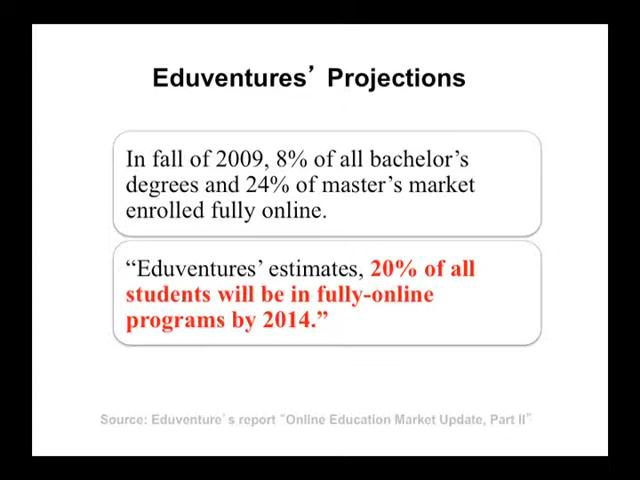 Eduventures’ Projections
In fall of 2009, 8% of all bachelor’s
degrees and 24% of master’s market
enrolled fully online.
“Eduventures’ estimates, 20% of all
students will be in fully-online
programs by 2014.”
Source: Eduventure’s report “Online Education Market Update, Part II”